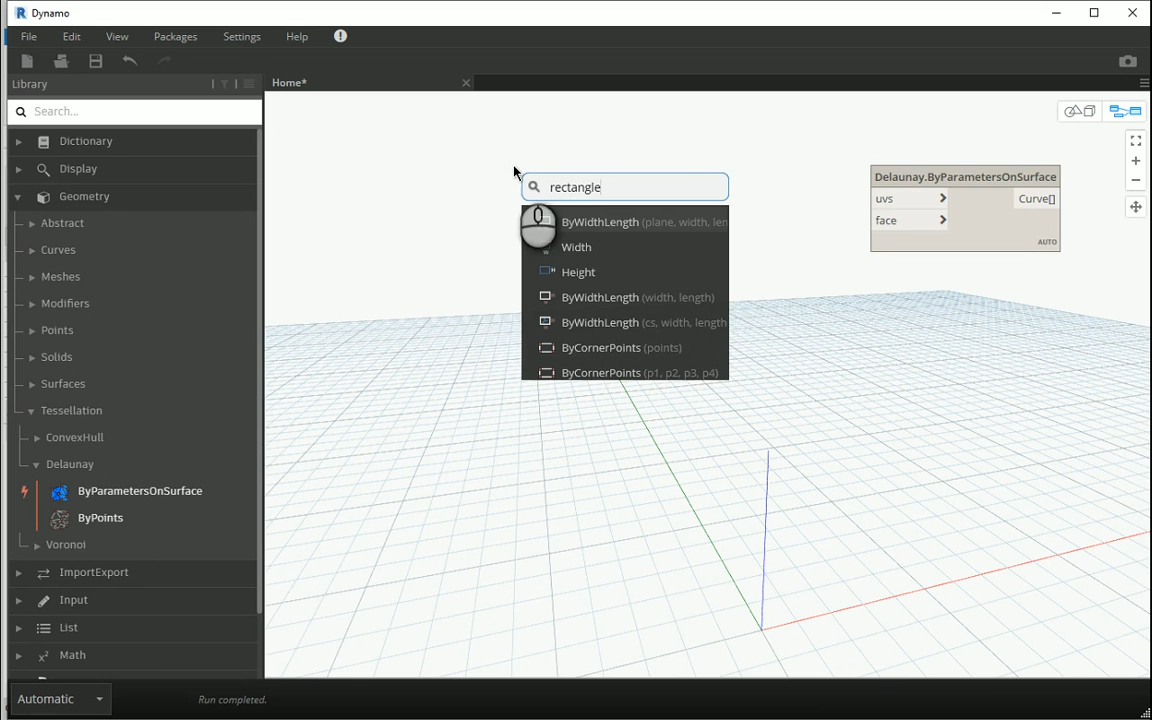 Dynamo
File Edit View Packages Settings Help
Library
Home*
Search...
Dictionary
Display
Geometry
Abstract
Curves
Meshes
Modifiers
Points
Solids
Surfaces
Tessellation
ConvexHull
Delaunay
ByParametersOnSurface
ByPoints
Voronoi
ImportExport
Input
List
Math
rectangle
ByWidthLength (plane, width, len
Width
Height
ByWidthLength (width, length)
ByWidthLength (cs, width, length
ByCornerPoints (points)
ByCornerPoints (p1, p2, p3, p4)
Delaunay.ByParametersOnSurface
uvs > Curve[]
face >
AUTO
Automatic
Run completed.